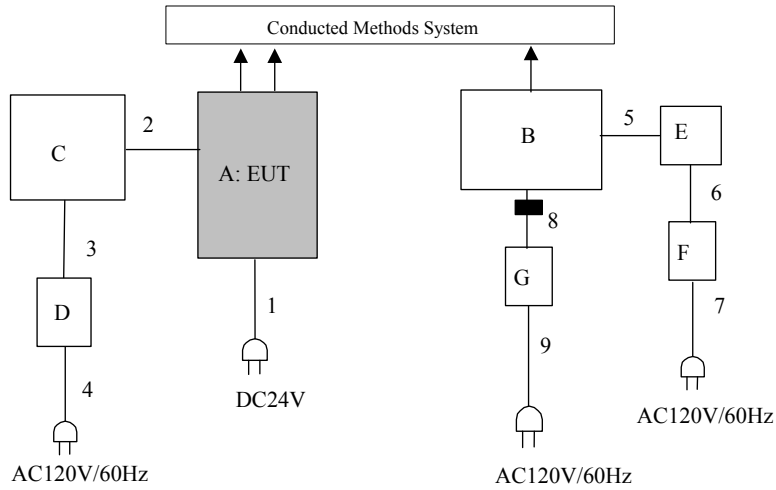 Conducted Methods System
C
2
A: EUT
B
5
E
3
8
6
D
1
G
F
4
9
7
DC24V
AC120V/60Hz
AC120V/60Hz
AC120V/60Hz